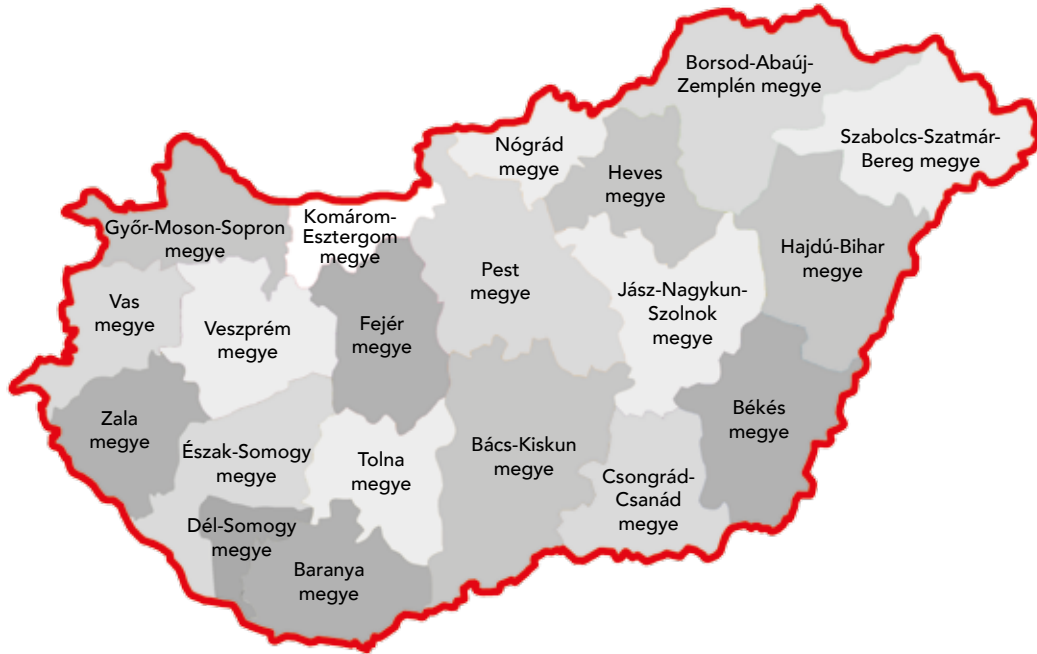 Borsod-Abaúj-
Zemplén megye
Szabolcs-Szatmár-
Bereg megye
Nógrád
megye
Heves
megye
Komárom-
Esztergom
megye
Győr-Moson-Sopron
megye
Hajdú-Bihar
megye
Pest
megye
Jász-Nagykun-
Szolnok
megye
Vas
megye
Veszprém
megye
Fejér
megye
Zala
megye
Békés
megye
Észak-Somogy
megye
Tolna
megye
Bács-Kiskun
megye
Csongrád-
Csanád
megye
Dél-Somogy
megye
Baranya
megye